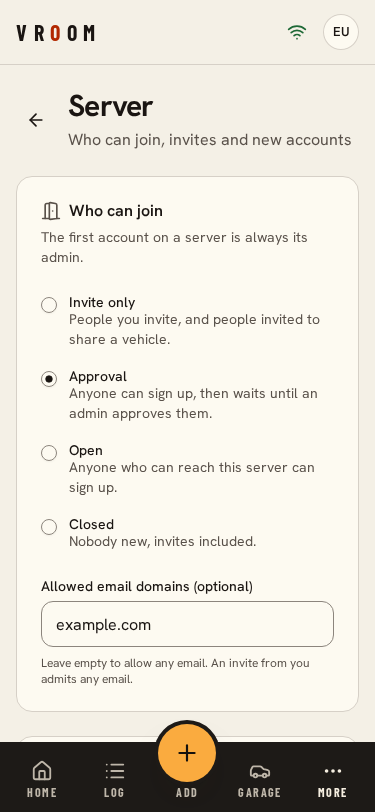 VROOM
EU
Server
Who can join, invites and new accounts
Who can join
The first account on a server is always its
admin.
Invite only
People you invite, and people invited to
share a vehicle.
Approval
Anyone can sign up, then waits until an
admin approves them.
Open
Anyone who can reach this server can
sign up.
Closed
Nobody new, invites included.
Allowed email domains (optional)
example.com
Leave empty to allow any email. An invite from you
admits any email.
HOME
LOG
ADD
GARAGE
MORE